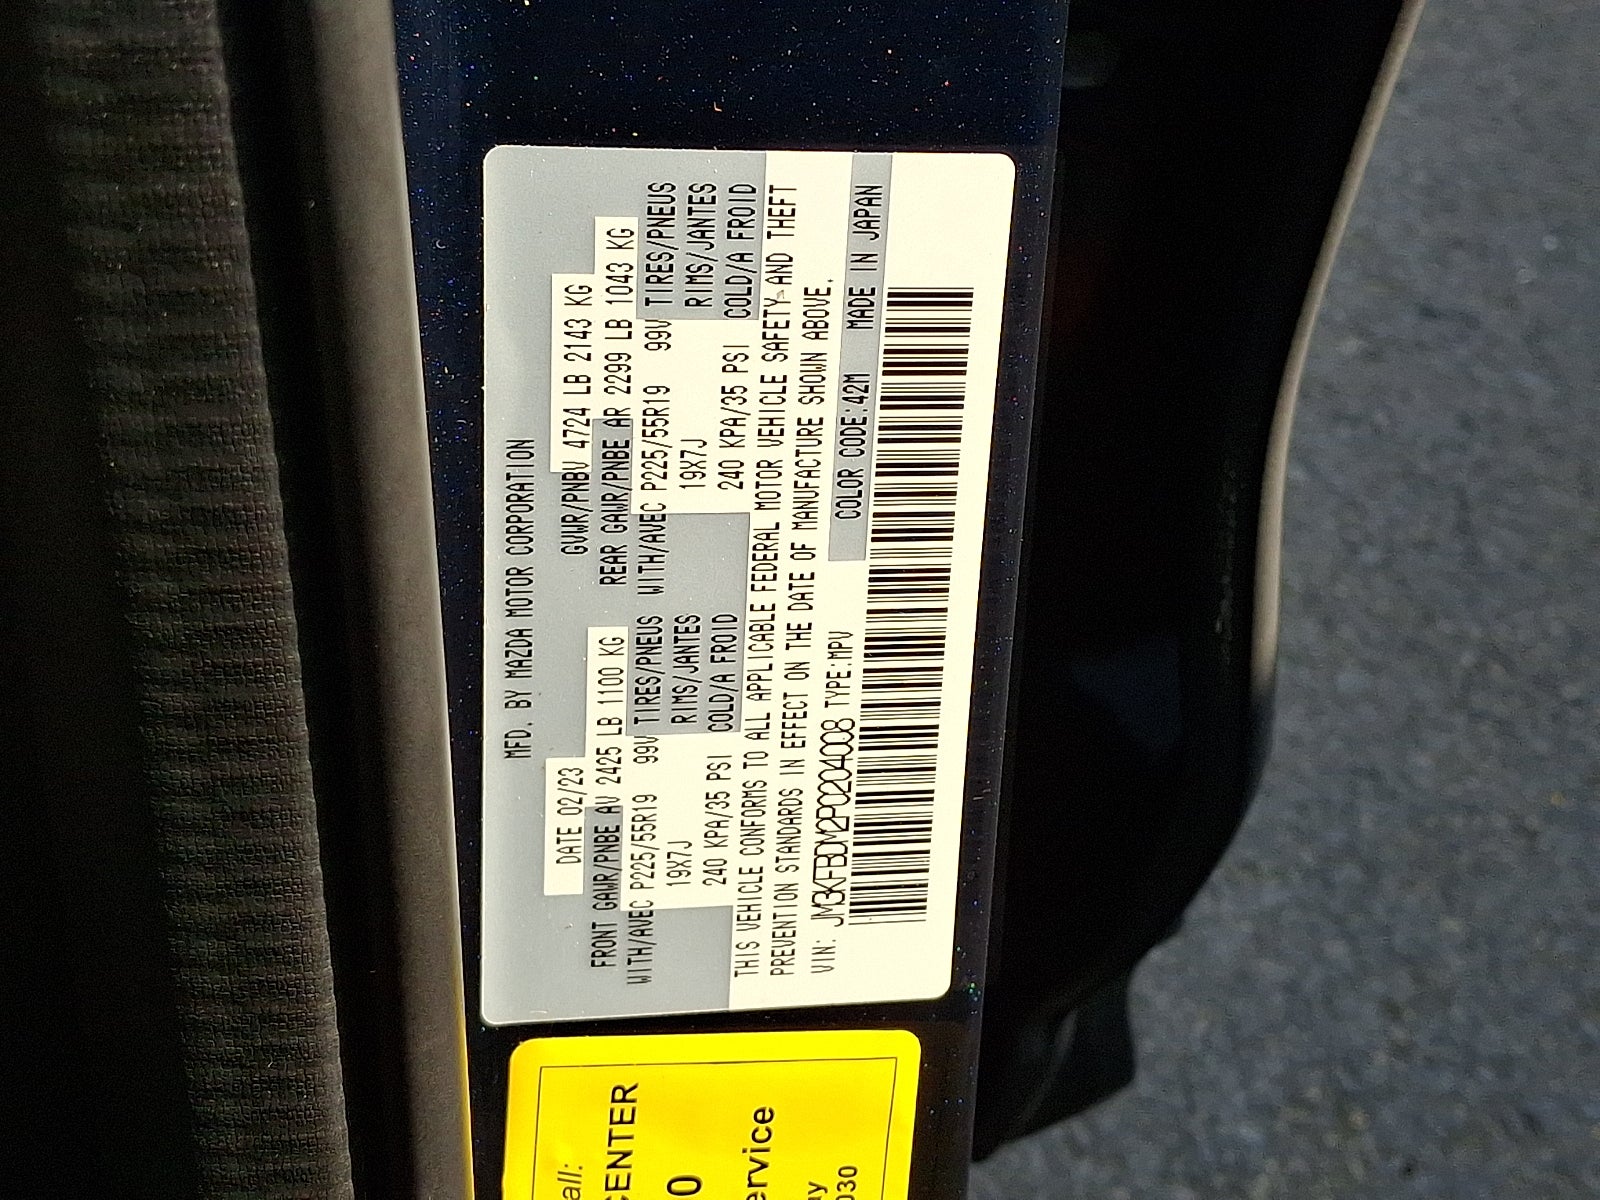 MFD. BY MAZDA MOTOR CORPORATION
DATE 02/23 GVWR/PNBV 4724 LB 2143 KG
FRONT GAWR/PNBE AV 2425 LB 1100 KG REAR GAWR/PNBE AR 2299 LB 1043 KG
WITH/AVEC P225/55R19 99V TIRES/PNEUS WITH/AVEC P225/55R19 99V TIRES/PNEUS
19X7J RIMS/JANTES 19X7J RIMS/JANTES
240 KPA/35 PSI COLD/A FROID 240 KPA/35 PSI COLD/A FROID
THIS VEHICLE CONFORMS TO ALL APPLICABLE FEDERAL MOTOR VEHICLE SAFETY AND THEFT
PREVENTION STANDARDS IN EFFECT ON THE DATE OF MANUFACTURE SHOWN ABOVE.
VIN: JM3KFBDM2P0204008 TYPE:MPV COLOR CODE:42M MADE IN JAPAN
all:
CENTER
0
ervice
y
030